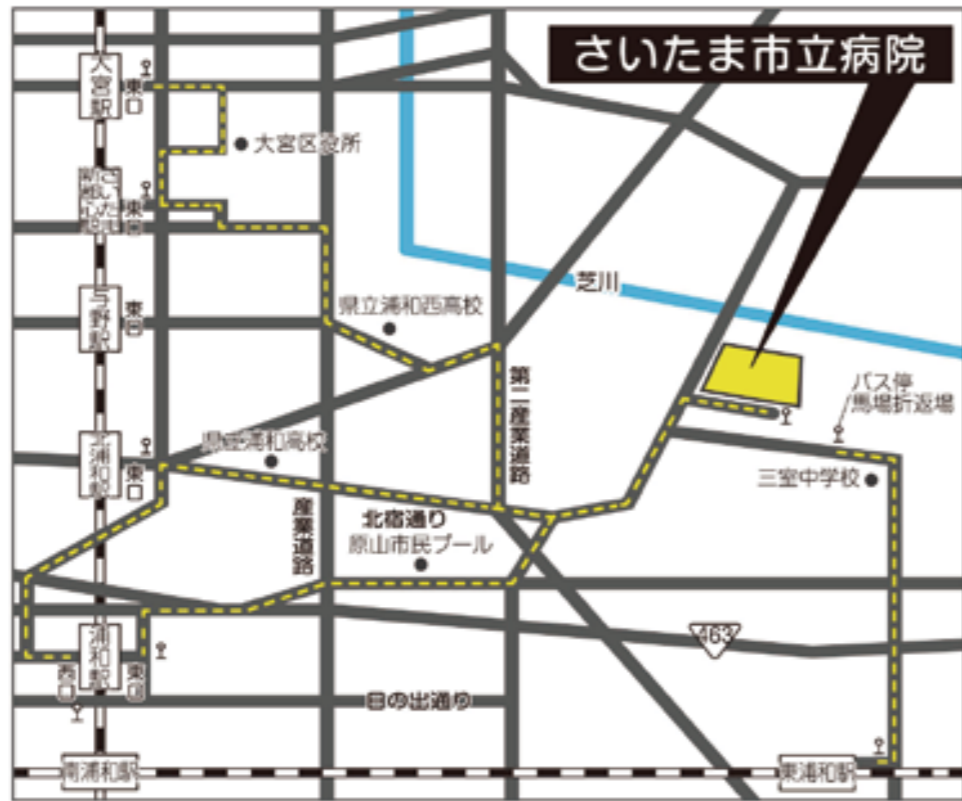 さいたま市立病院
大宮駅
東口
大宮区役所
さいたま
新都心駅
東口
芝川
与野駅
東口
県立浦和西高校
第二産業道路
バス停
馬場折返場
北浦和駅
東口
県立浦和高校
三室中学校
産業道路
北宿通り
原山市民プール
463
浦和駅
西口
東口
日の出通り
南浦和駅
東浦和駅